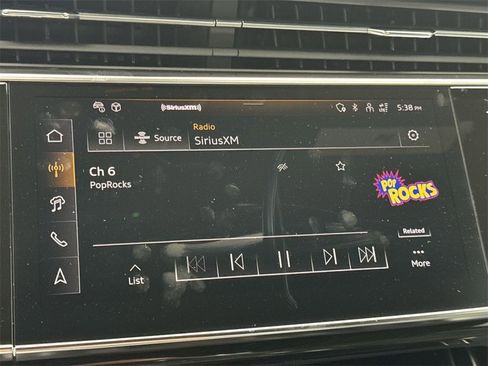 ((SiriusXM))
5:38 PM
Source
Radio
SiriusXM
Ch 6
PopRocks
POP
ROCKS
Related
List
More